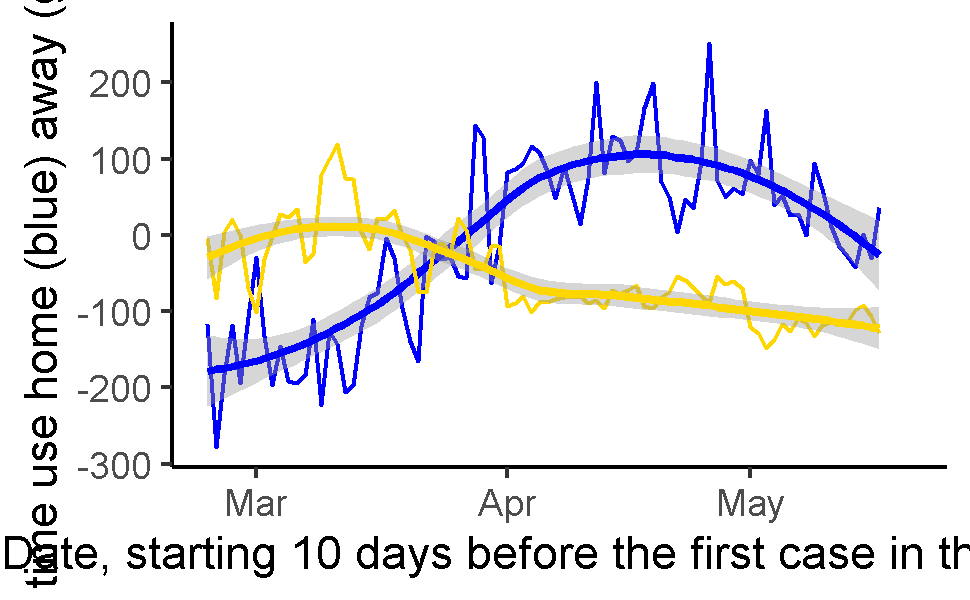 time use home (blue) away (
200
100
0
-100
-200
-300
Mar Apr May
Date, starting 10 days before the first case in th